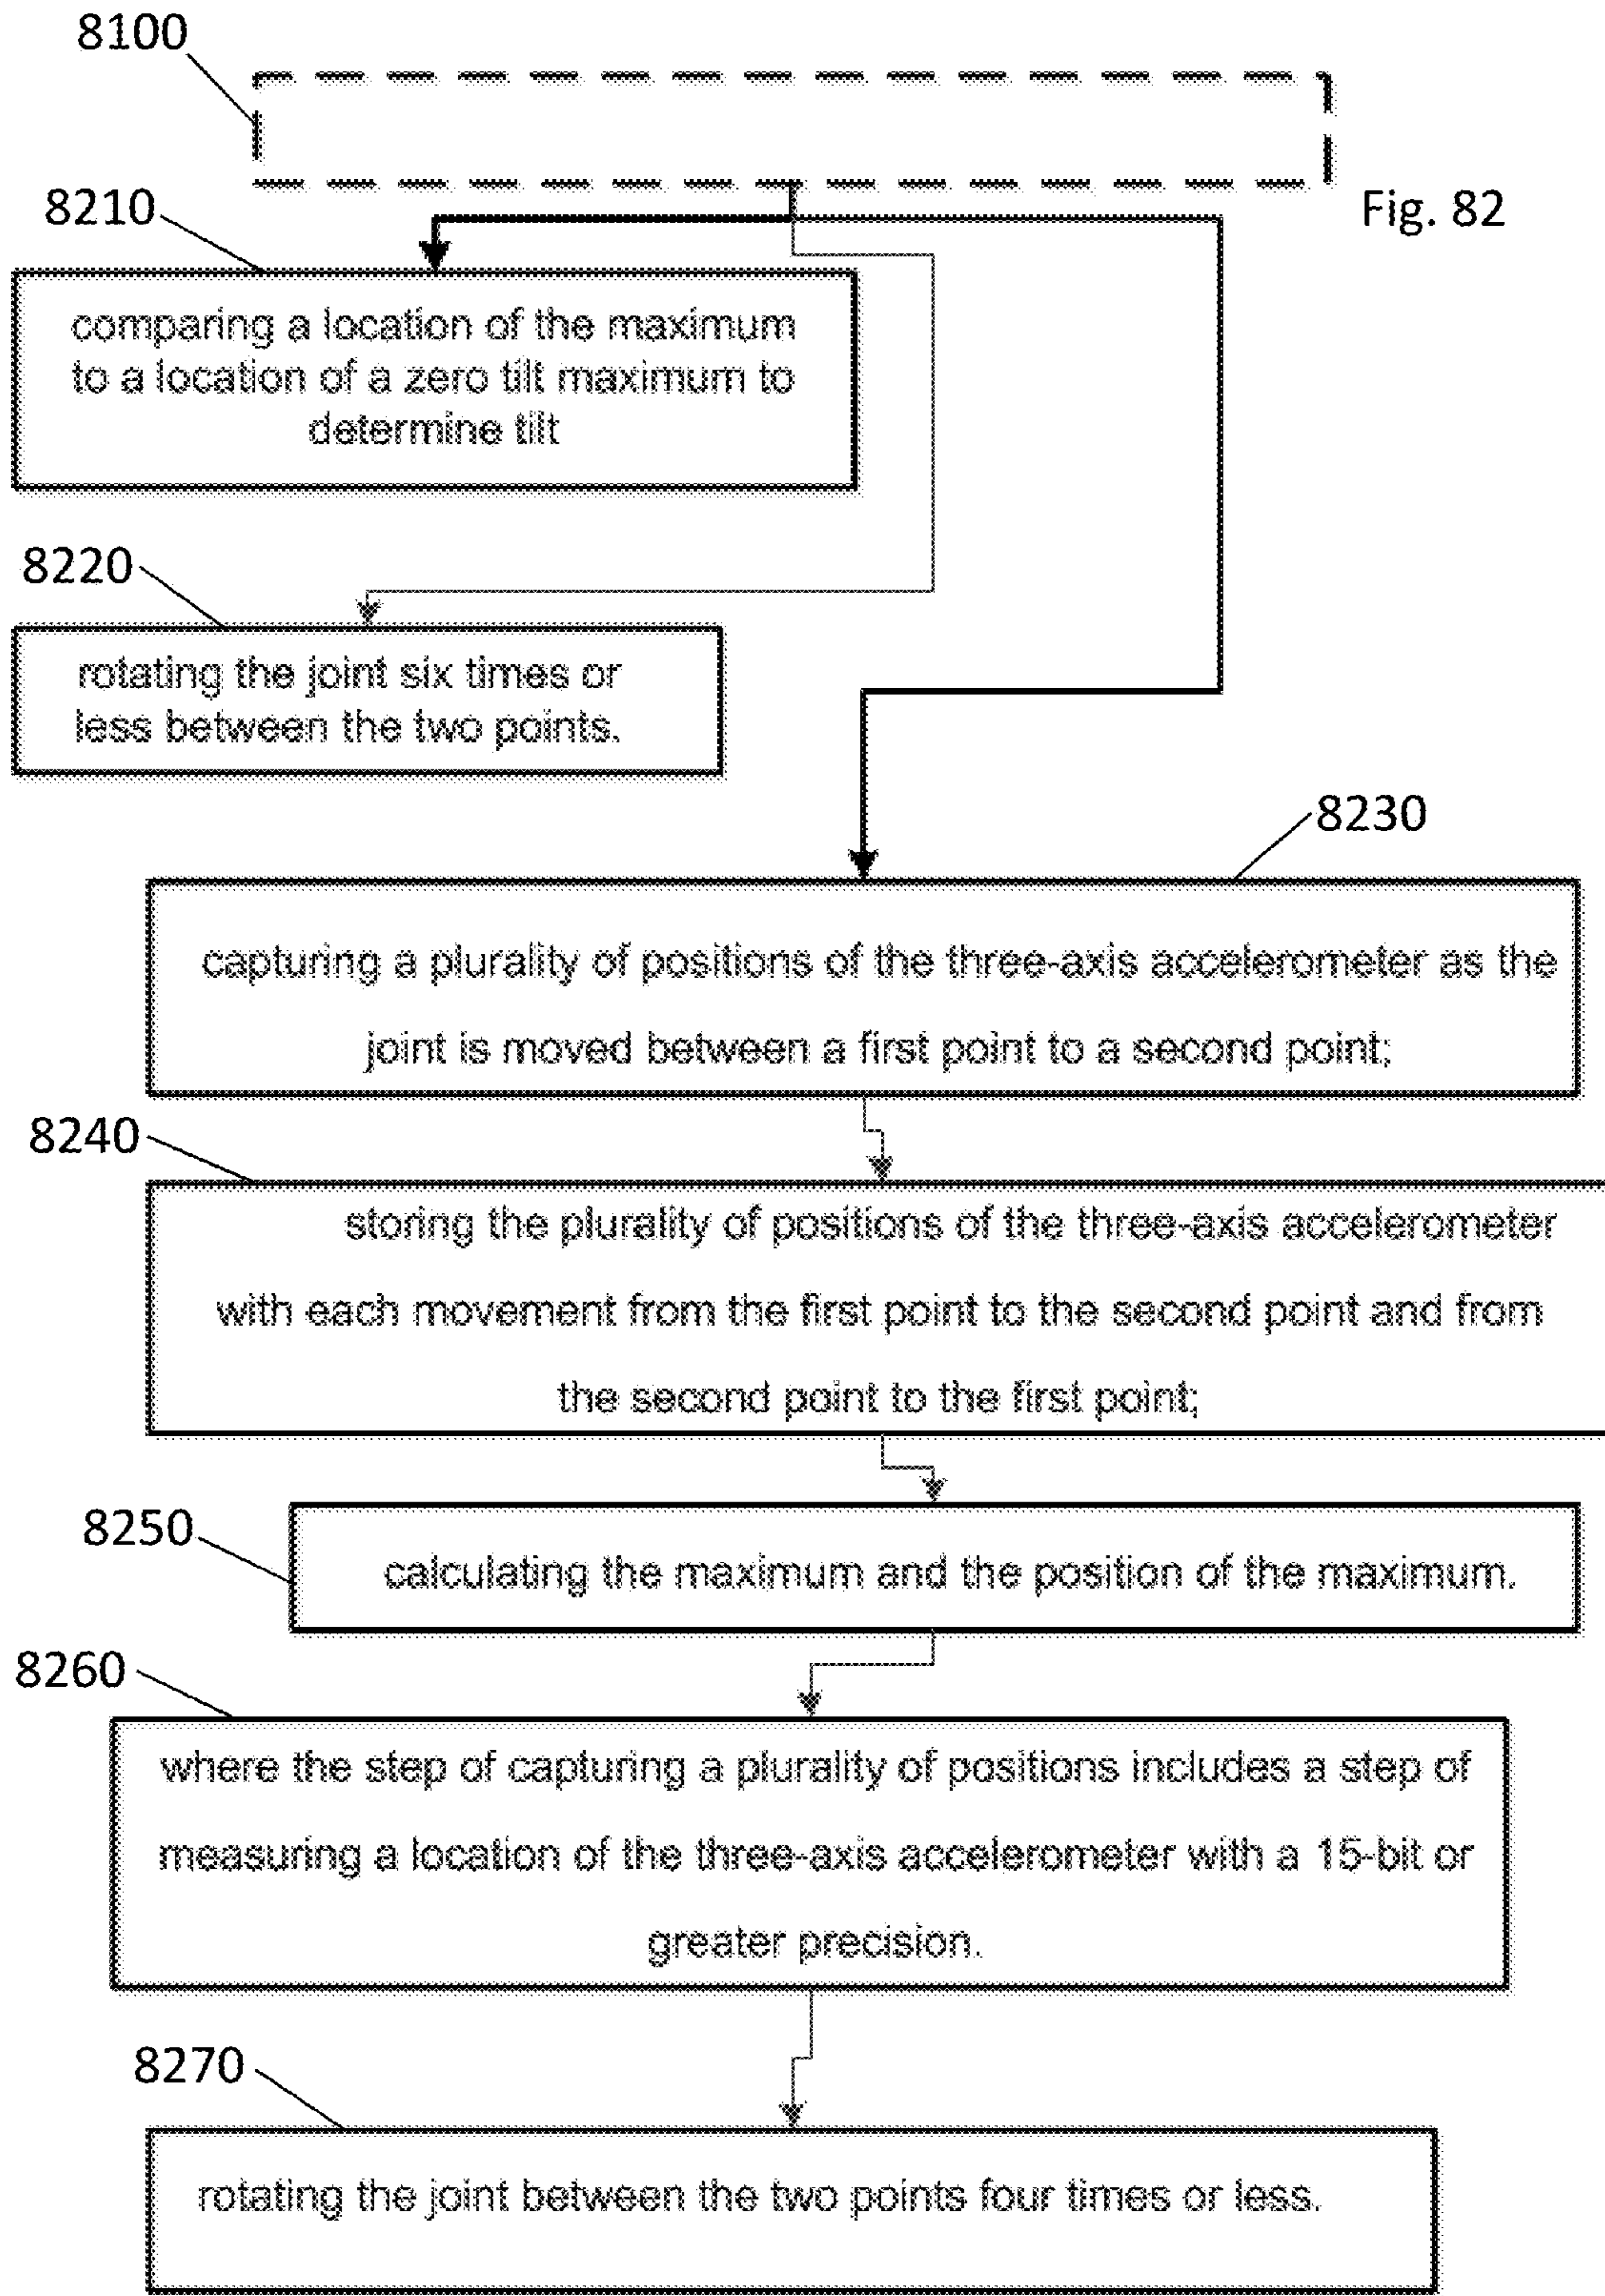 8100
Fig. 82
8210
comparing a location of the maximum
to a location of a zero tilt maximum to
determine tilt
8220
rotating the joint six times or
less between the two points.
8230
capturing a plurality of positions of the three-axis accelerometer as the
joint is moved between a first point to a second point;
8240
storing the plurality of positions of the three-axis accelerometer
with each movement from the first point to the second point and from
the second point to the first point;
8250
calculating the maximum and the position of the maximum.
8260
where the step of capturing a plurality of positions includes a step of
measuring a location of the three-axis accelerometer with a 15-bit or
greater precision.
8270
rotating the joint between the two points four times or less.